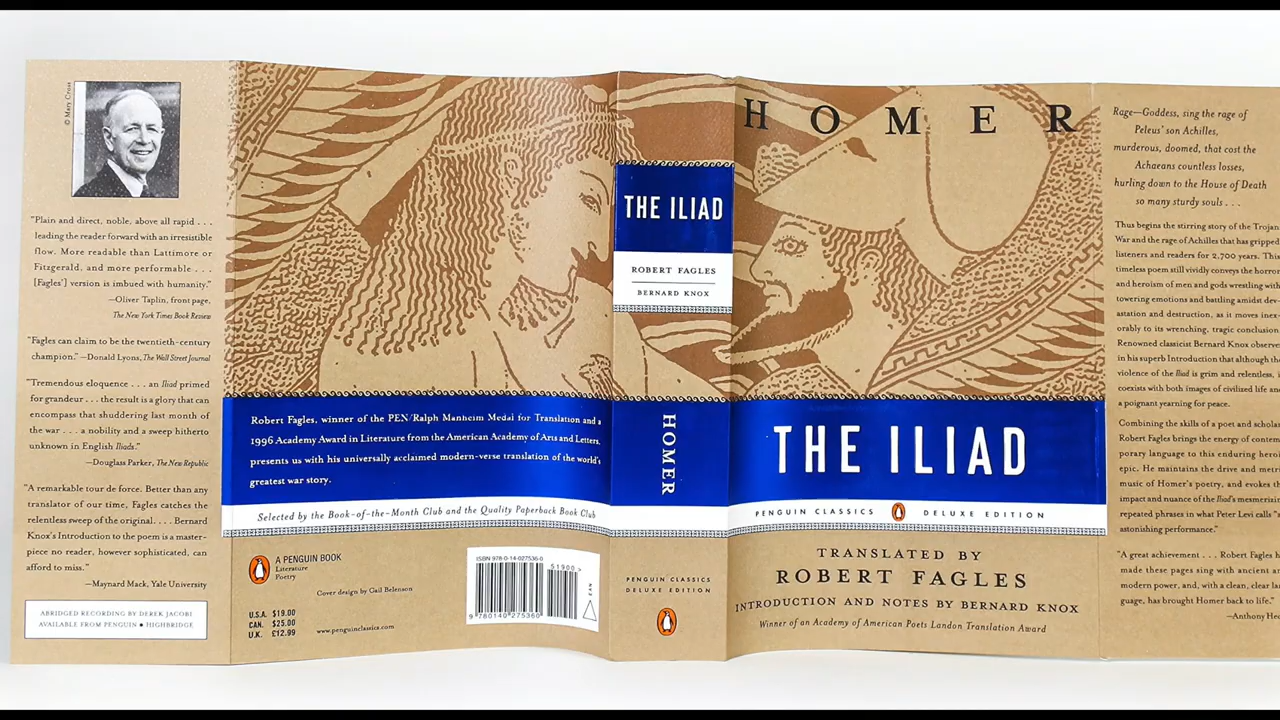 © Mary Cross
"Plain and direct, noble, above all rapid . . .
leading the reader forward with an irresistible
flow. More readable than Lattimore or
Fitzgerald, and more performable . . .
[Fagles'] version is imbued with humanity."
—Oliver Taplin, front page,
The New York Times Book Review
"Fagles can claim to be the twentieth-century
champion." —Donald Lyons, The Wall Street Journal
"Tremendous eloquence . . . an Iliad primed
for grandeur . . . the result is a glory that can
encompass that shuddering last month of
the war . . . a nobility and a sweep hitherto
unknown in English Iliads."
—Douglass Parker, The New Republic
"A remarkable tour de force. Better than any
translator of our time, Fagles catches the
relentless sweep of the original. . . . Bernard
Knox's Introduction to the poem is a master-
piece no reader, however sophisticated, can
afford to miss."
—Maynard Mack, Yale University
ABRIDGED RECORDING BY DEREK JACOBI
AVAILABLE FROM PENGUIN • HIGHBRIDGE
Robert Fagles, winner of the PEN/Ralph Manheim Medal for Translation and a
1996 Academy Award in Literature from the American Academy of Arts and Letters,
presents us with his universally acclaimed modern-verse translation of the world's
greatest war story.
Selected by the Book-of-the-Month Club and the Quality Paperback Book Club
A PENGUIN BOOK
Literature
Poetry
Cover design by Gail Belenson
U.S.A. $19.00
CAN. $25.00
U.K. £12.99
www.penguinclassics.com
ISBN 978-0-14-027536-0
51900>
9 780140 275360
THE ILIAD
ROBERT FAGLES
BERNARD KNOX
HOMER
PENGUIN CLASSICS
DELUXE EDITION
HOMER
THE ILIAD
PENGUIN CLASSICS DELUXE EDITION
TRANSLATED BY
ROBERT FAGLES
INTRODUCTION AND NOTES BY BERNARD KNOX
Winner of an Academy of American Poets Landon Translation Award
Rage—Goddess, sing the rage of
Peleus' son Achilles,
murderous, doomed, that cost the
Achaeans countless losses,
hurling down to the House of Death
so many sturdy souls . . .
Thus begins the stirring story of the Trojan
War and the rage of Achilles that has gripped
listeners and readers for 2,700 years. This
timeless poem still vividly conveys the horror
and heroism of men and gods wrestling with
towering emotions and battling amidst dev-
astation and destruction, as it moves inex-
orably to its wrenching, tragic conclusion.
Renowned classicist Bernard Knox observes
in his superb Introduction that although the
violence of the Iliad is grim and relentless, i
coexists with both images of civilized life and
a poignant yearning for peace.
Combining the skills of a poet and scholar
Robert Fagles brings the energy of contem
porary language to this enduring heroi
epic. He maintains the drive and metri
music of Homer's poetry, and evokes th
impact and nuance of the Iliad's mesmerizin
repeated phrases in what Peter Levi calls "a
astonishing performance."
"A great achievement . . . Robert Fagles h
made these pages sing with ancient an
modern power, and, with a clean, clear la
guage, has brought Homer back to life."
—Anthony Hec